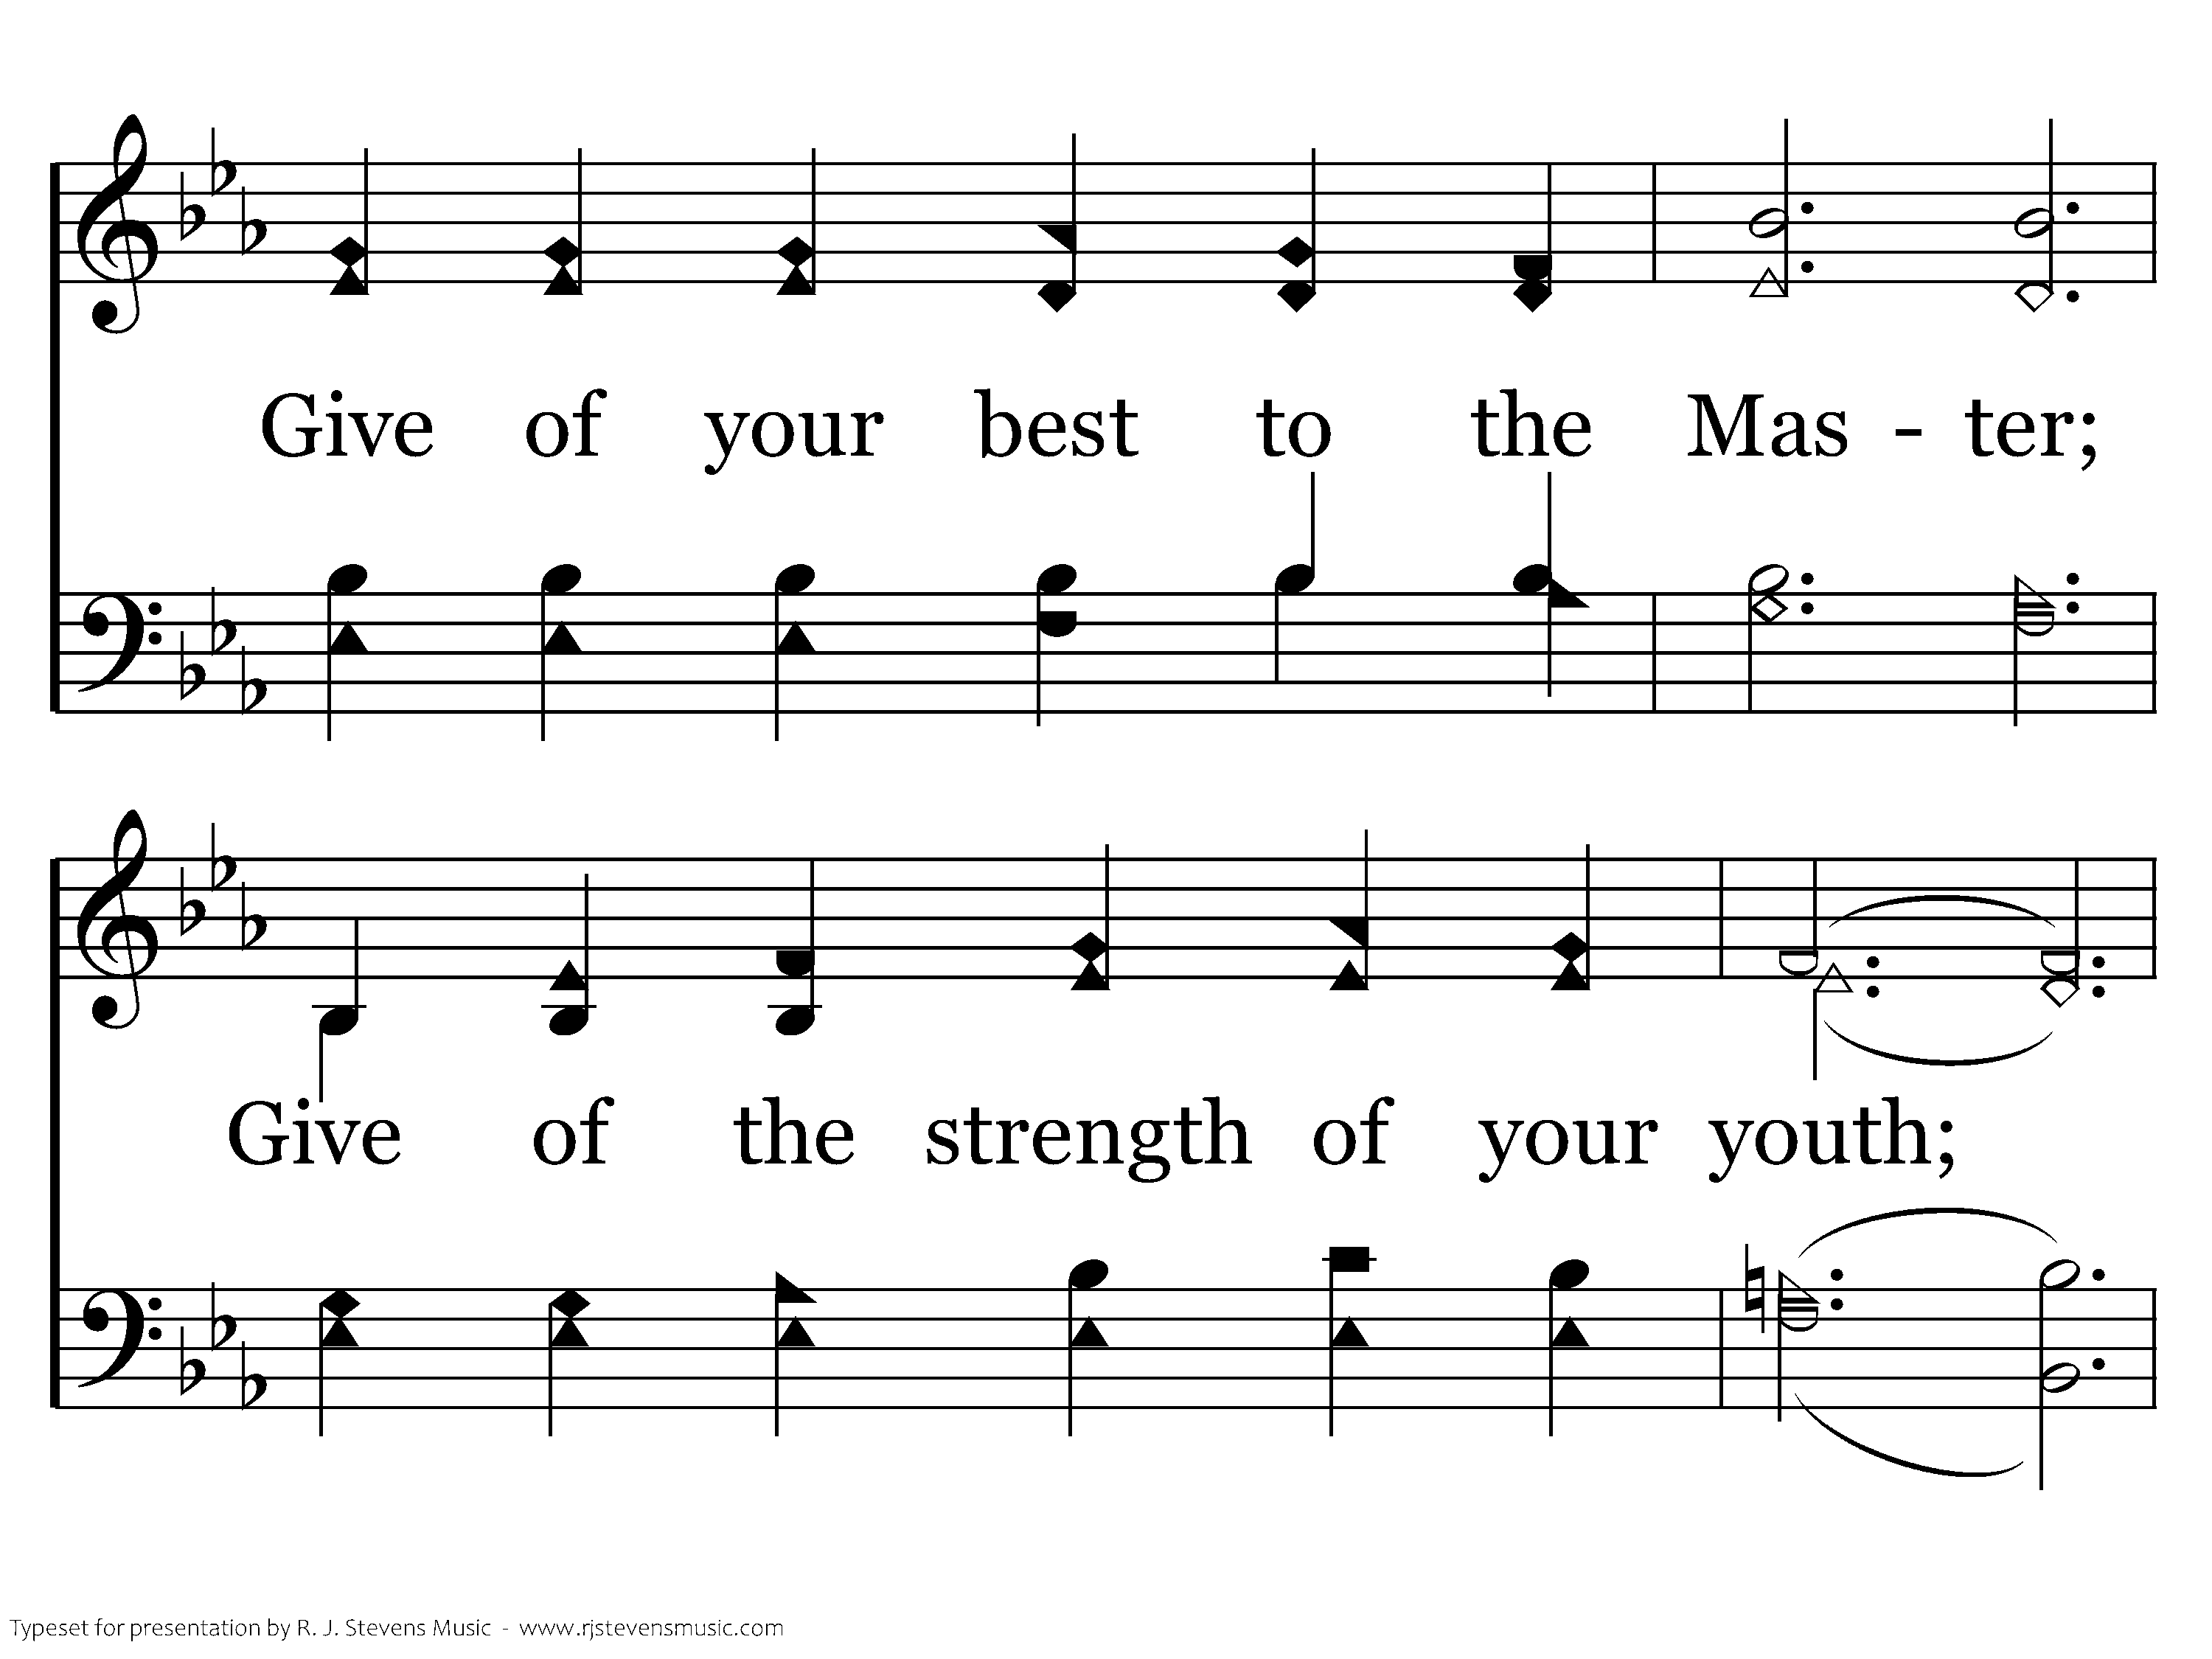 Give of your best to the Mas - ter;
Give of the strength of your youth;
Typeset for presentation by R. J. Stevens Music - www.rjstevensmusic.com